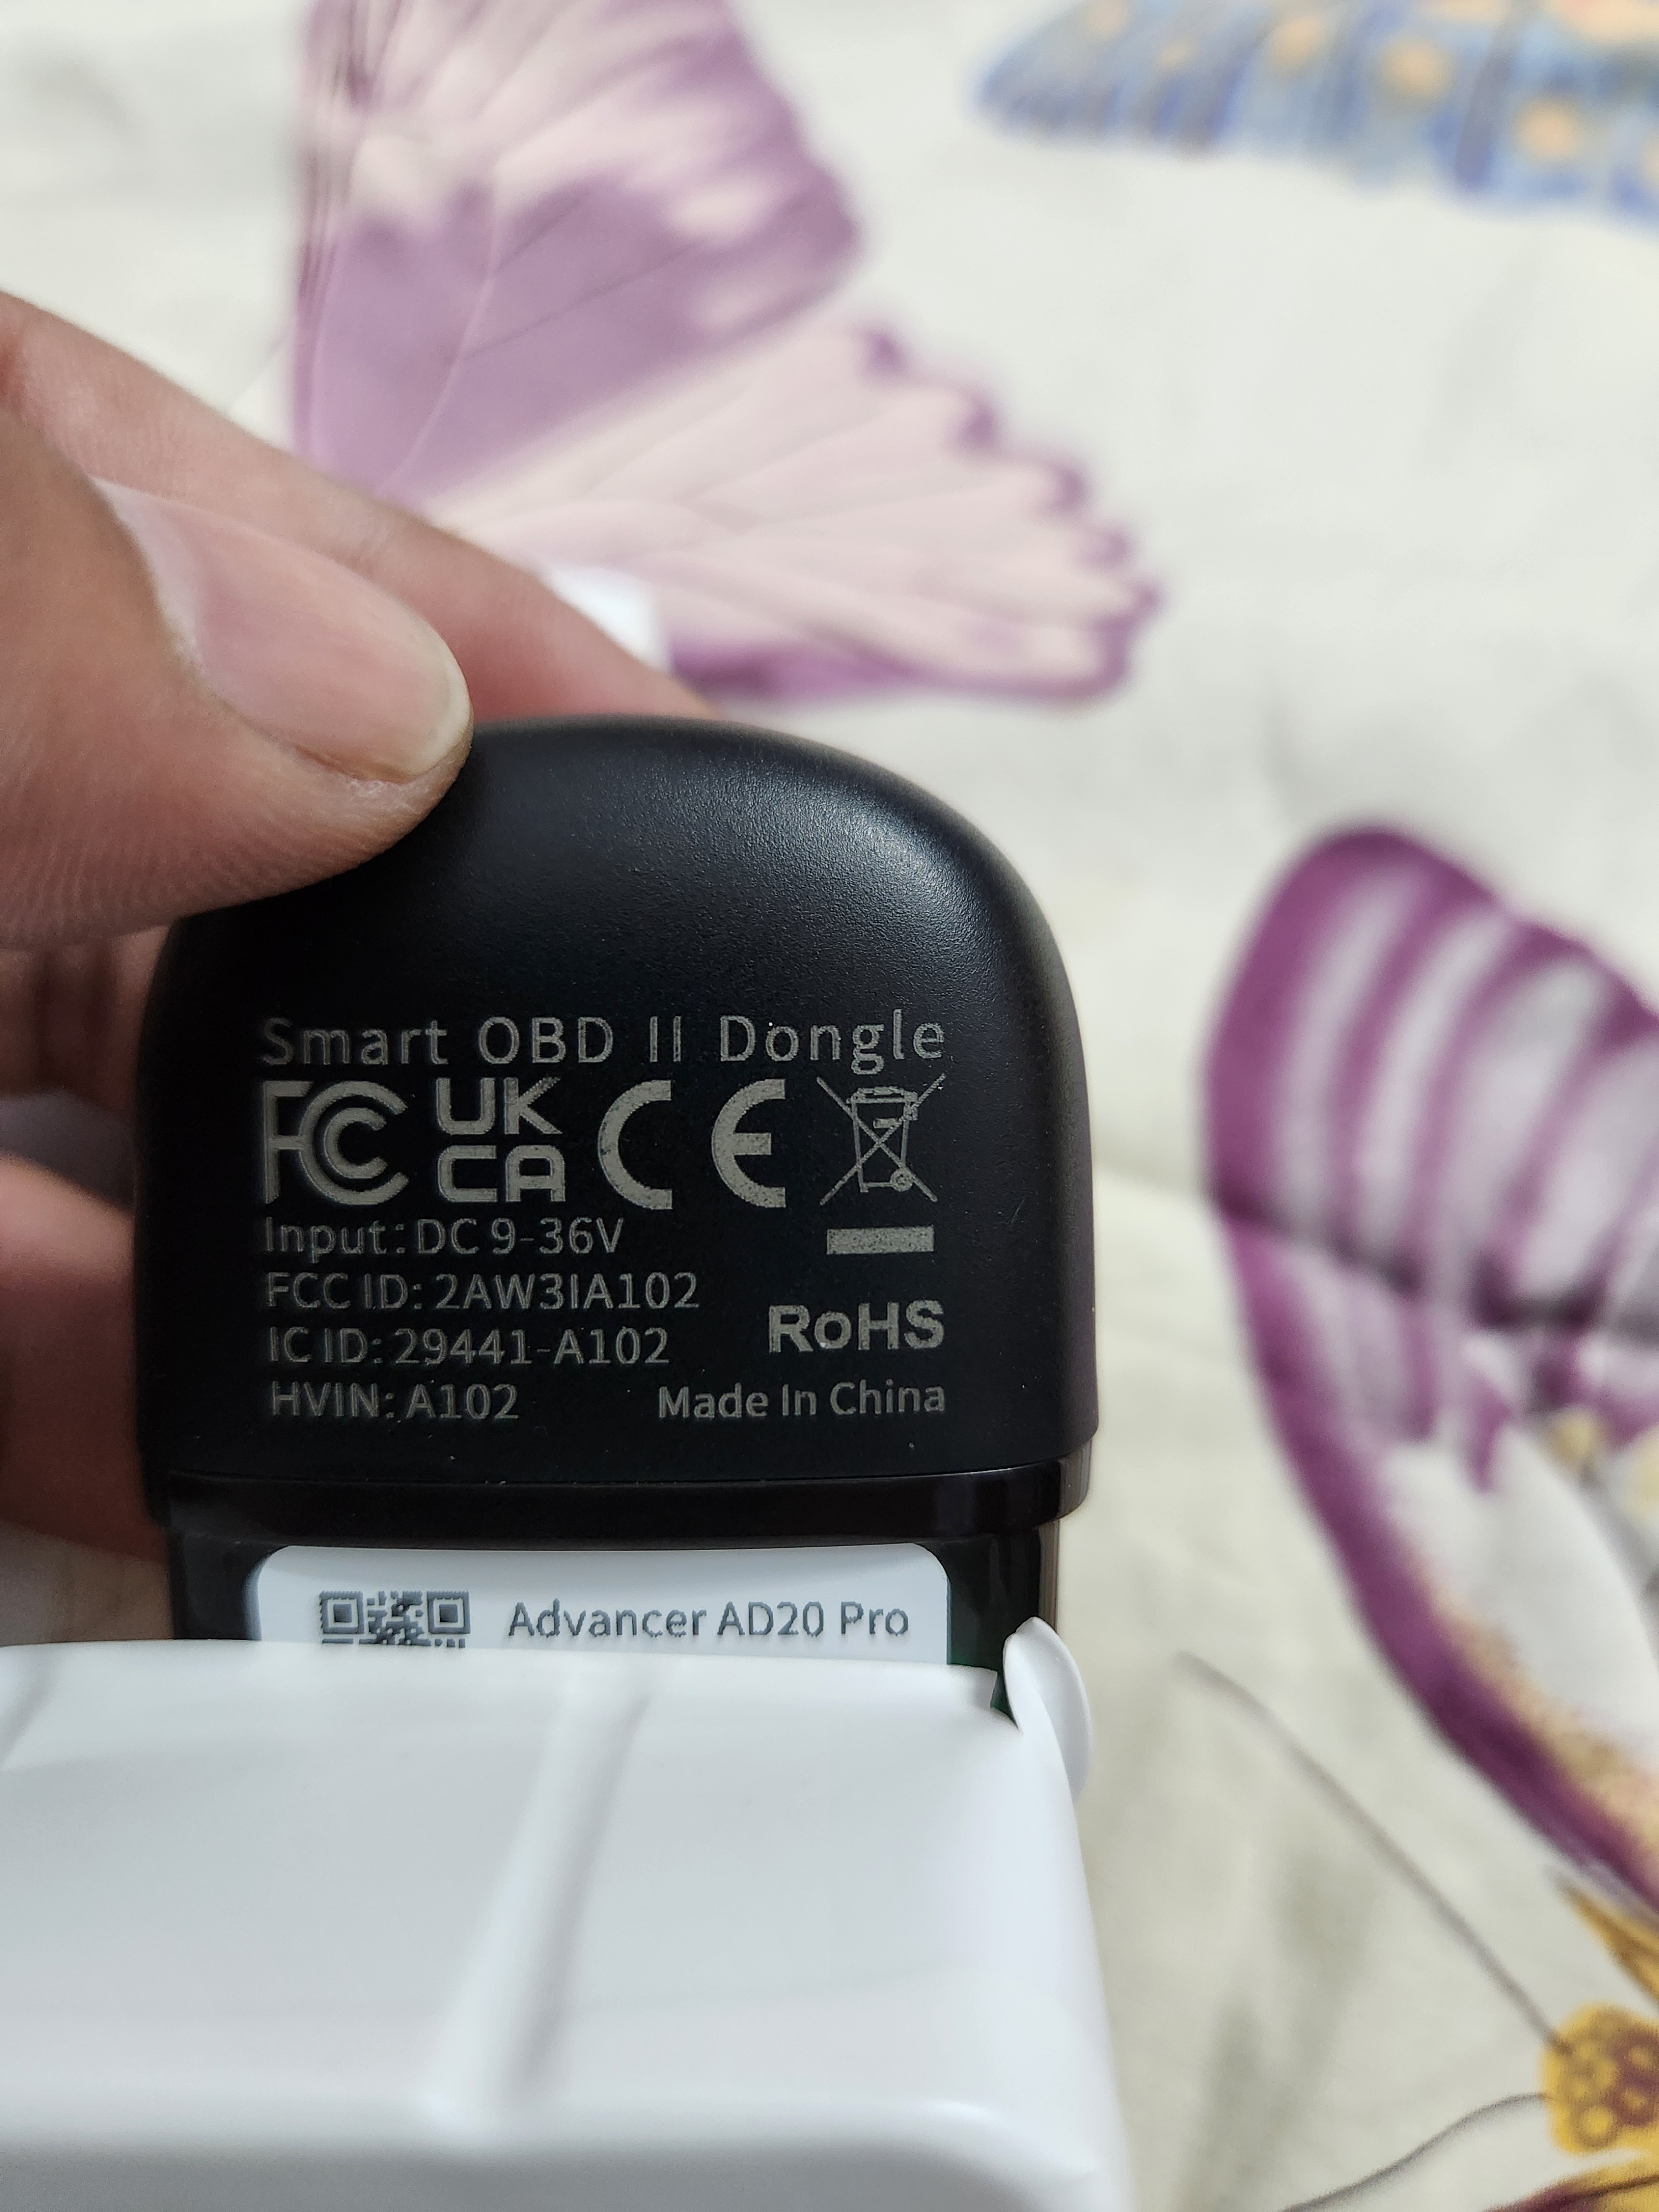 Smart OBD II Dongle
FC UK CA CE
Input: DC 9-36V
FCC ID: 2AW3IA102
IC ID: 29441-A102
RoHS
HVIN: A102
Made In China
Advancer AD20 Pro